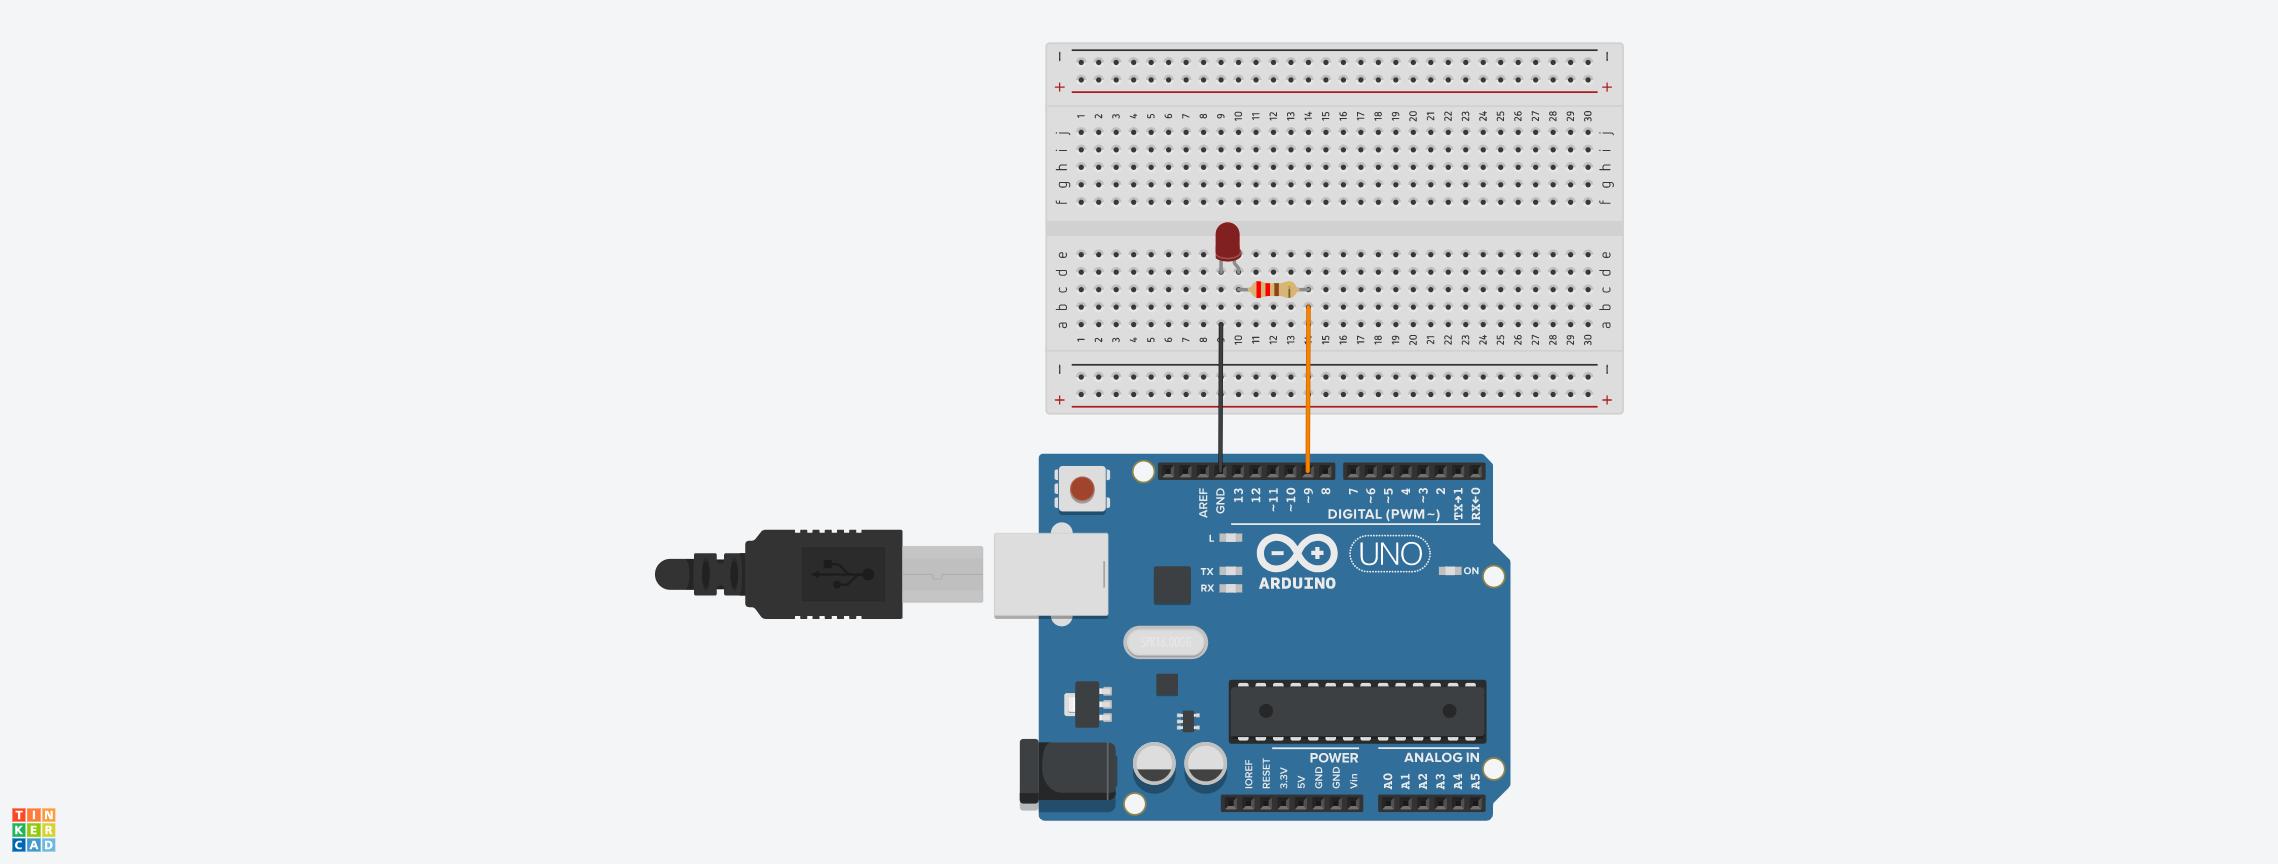 − −
+ +
1 2 3 4 5 6 7 8 9 10 11 12 13 14 15 16 17 18 19 20 21 22 23 24 25 26 27 28 29 30
j j
i i
h h
g g
f f
e e
d d
c c
b b
a a
1 2 3 4 5 6 7 8 10 11 12 13 15 16 17 18 19 20 21 22 23 24 25 26 27 28 29 30
− −
+ +
AREF GND 13 12 ~11 ~10 ~9 8 7 ~6 ~5 4 ~3 2 TX→1 RX←0
DIGITAL (PWM~)
L
UNO
TX
ON
RX
ARDUINO
SPK16.000G
POWER ANALOG IN
IOREF RESET 3.3V 5V GND GND Vin A0 A1 A2 A3 A4 A5
TIN
KER
CAD